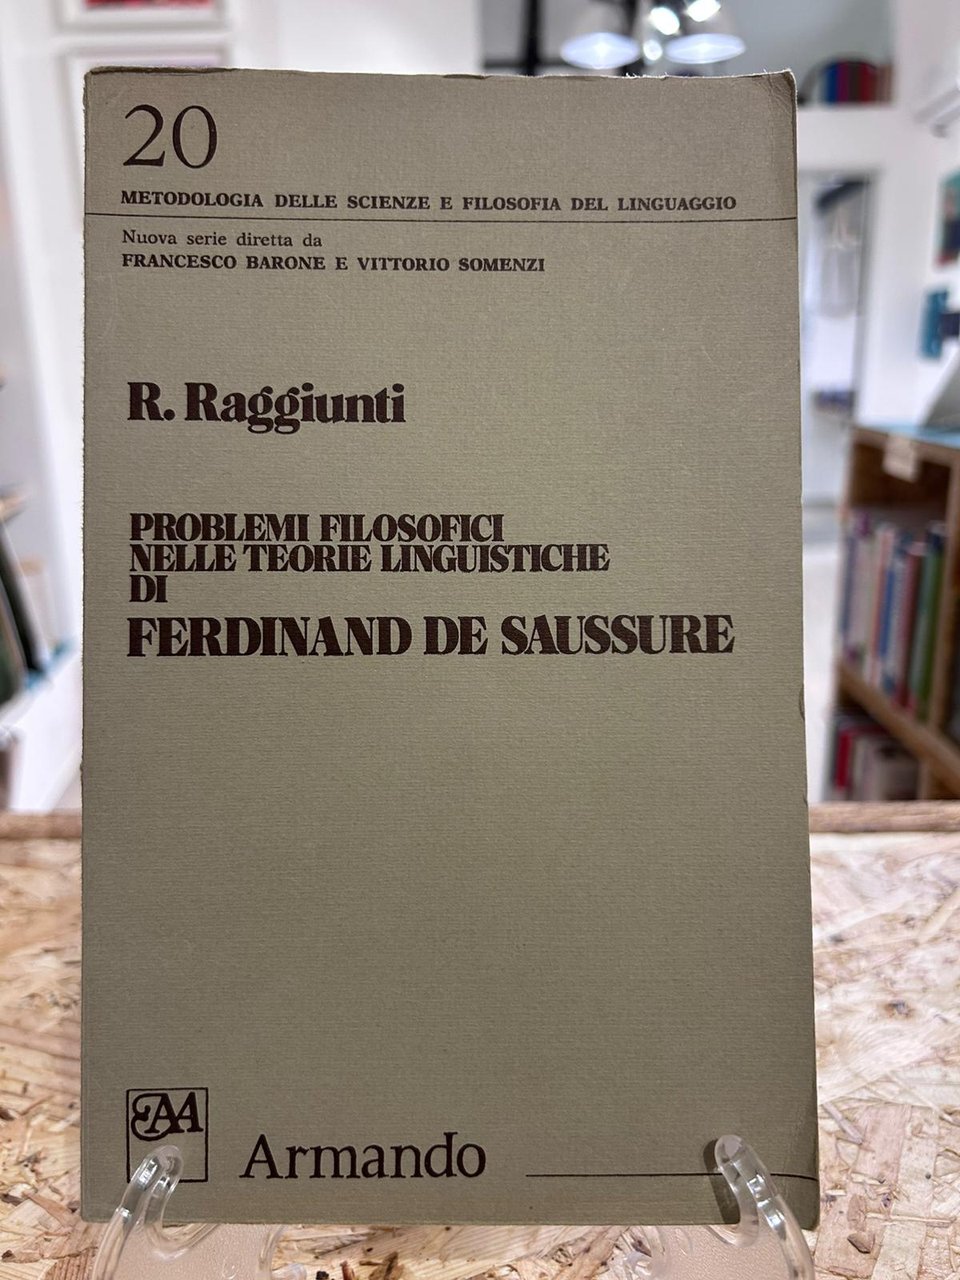 20
METODOLOGIA DELLE SCIENZE E FILOSOFIA DEL LINGUAGGIO
Nuova serie diretta da
FRANCESCO BARONE E VITTORIO SOMENZI
R. Raggiunti
PROBLEMI FILOSOFICI
NELLE TEORIE LINGUISTICHE
DI
FERDINAND DE SAUSSURE
EAA
Armando